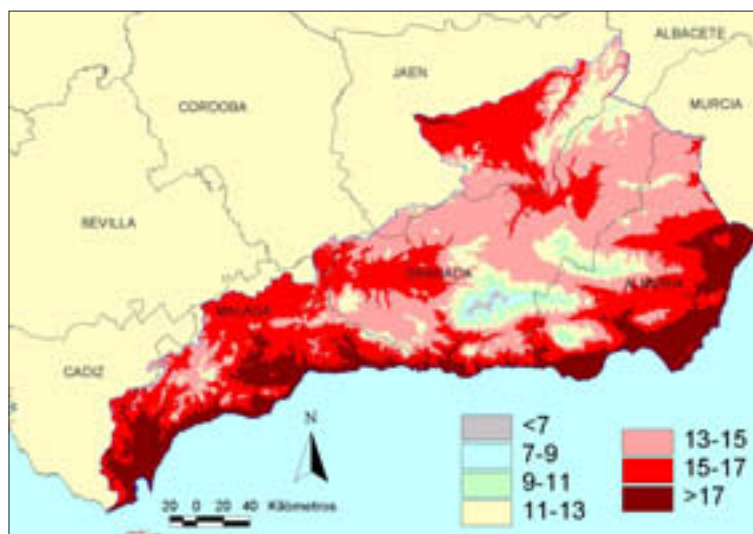 ALBACETE
JAEN
CORDOBA
MURCIA
SEVILLA
GRANADA
ALMERIA
MALAGA
CADIZ
N
20 0 20 40 Kilómetros
<7
7-9
9-11
11-13
13-15
15-17
>17